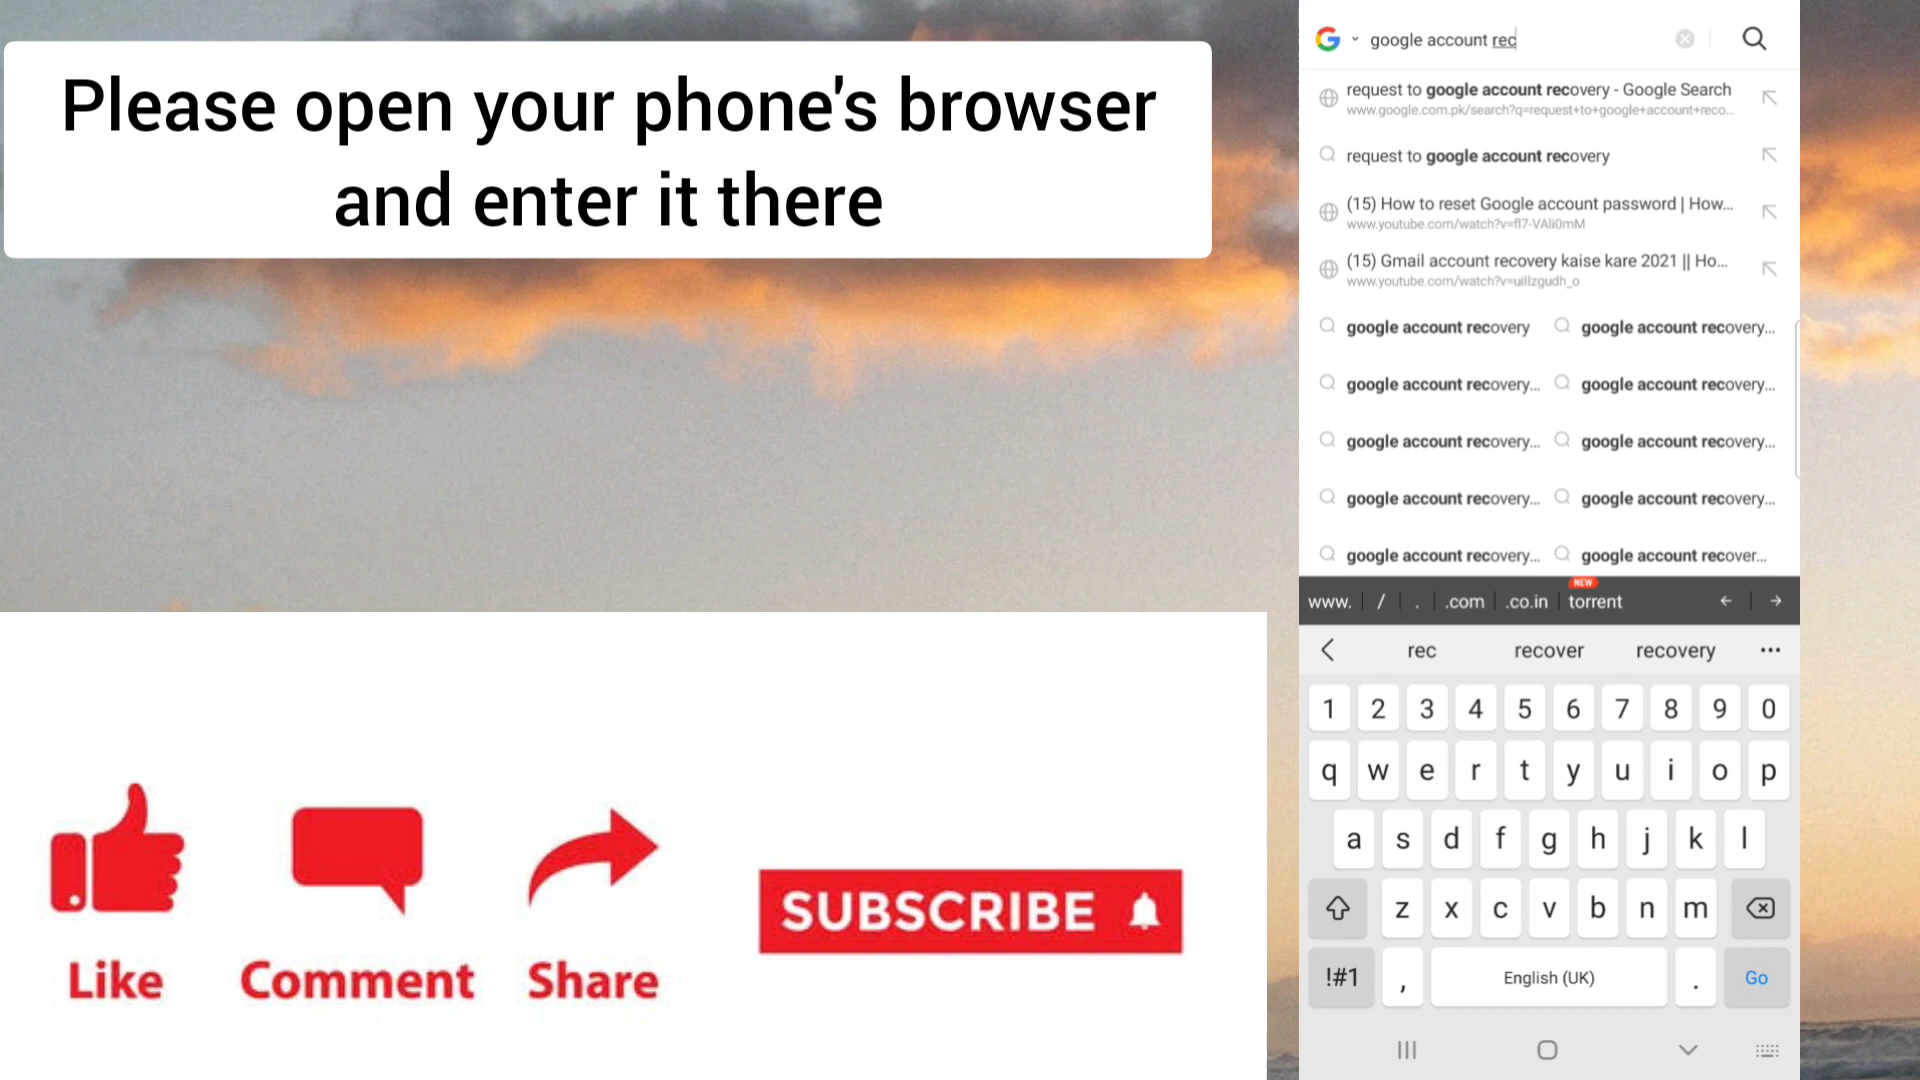 Please open your phone's browser
and enter it there
Like
Comment
Share
SUBSCRIBE
google account rec
request to google account recovery - Google Search
www.google.com.pk/search?q=request+to+google+account+reco...
request to google account recovery
(15) How to reset Google account password | How...
www.youtube.com/watch?v=fl7-VAli0mM
(15) Gmail account recovery kaise kare 2021 || Ho...
www.youtube.com/watch?v=uillzgudh_o
google account recovery google account recovery...
google account recovery... google account recovery...
google account recovery... google account recovery...
google account recovery... google account recovery...
google account recovery... google account recover...
NEW
www. / . .com .co.in torrent
rec recover recovery
1 2 3 4 5 6 7 8 9 0
q w e r t y u i o p
a s d f g h j k l
z x c v b n m
!#1 , English (UK) . Go